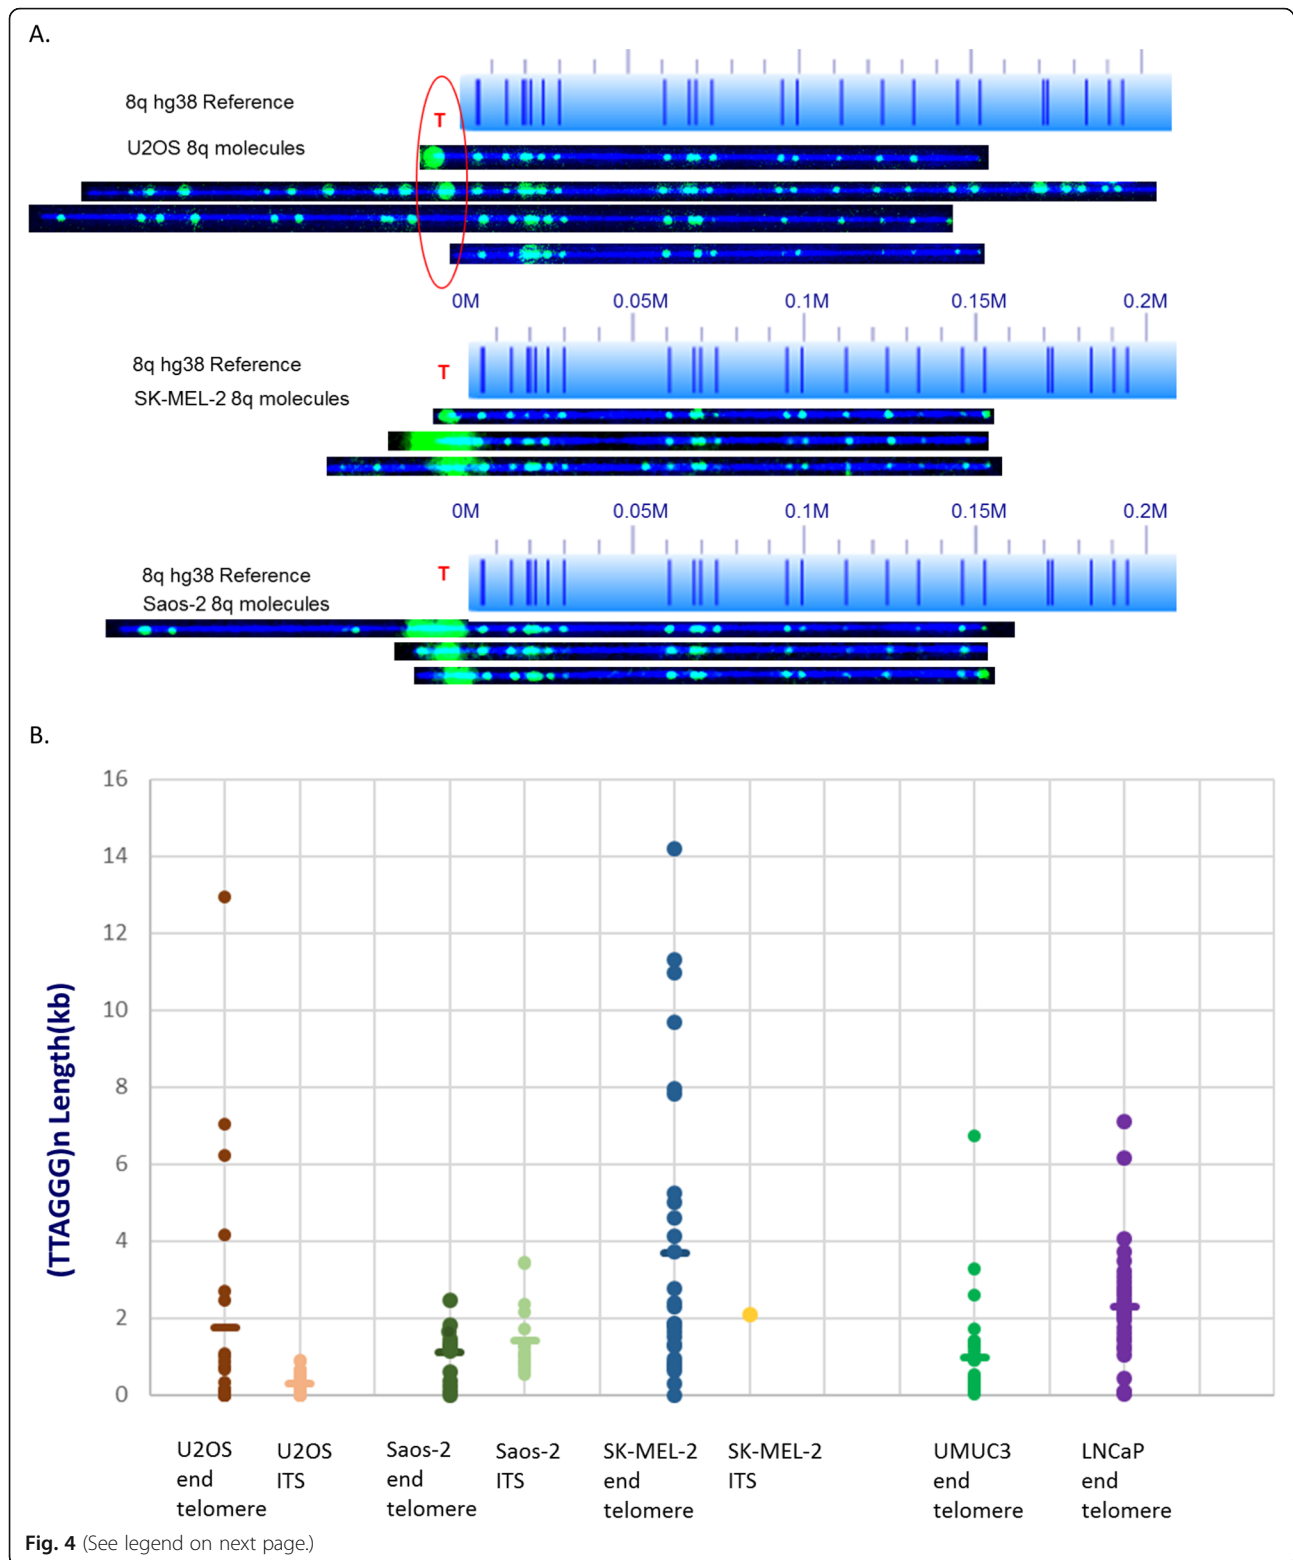 A.
8q hg38 Reference
T
U2OS 8q molecules
0M 0.05M 0.1M 0.15M 0.2M
8q hg38 Reference
T
SK-MEL-2 8q molecules
0M 0.05M 0.1M 0.15M 0.2M
8q hg38 Reference
T
Saos-2 8q molecules
B.
16
14
12
10
8
6
4
2
0
(TTAGGG)n Length(kb)
U2OS
end
telomere
U2OS
ITS
Saos-2
end
telomere
Saos-2
ITS
SK-MEL-2
end
telomere
SK-MEL-2
ITS
UMUC3
end
telomere
LNCaP
end
telomere
Fig. 4 (See legend on next page.)